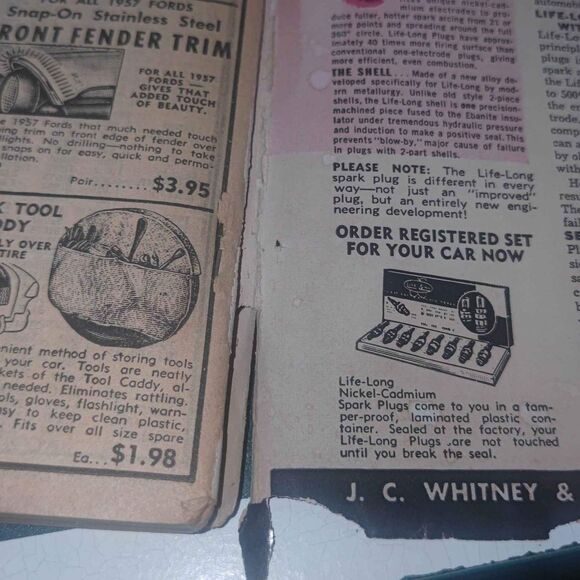 FOR ALL 1957 FORDS
Snap-On Stainless Steel
FRONT FENDER TRIM
FOR ALL 1957
FORDS —
GIVES THAT
ADDED TOUCH
OF BEAUTY.
1957 Fords that much needed touch
trim on front edge of fender over
lights. No drilling—nothing to take
snaps on for easy, quick and perma-
Pair........$3.95
TOOL
OVER
TIRE
method of storing tools
your car. Tools are neatly
of the Tool Caddy, al-
needed. Eliminates rattling.
gloves, flashlight, warn-
to keep clean plastic,
Fits over all size spare
Ea...$1.98
mium electrodes to pro-
duce fuller, hotter spark arcing from 21 or
more points and spreading around the full
360° circle. Life-Long Plugs have approx-
imately 40 times more firing surface than
conventional one-electrode plugs, giving
more efficient, even combustion.
THE SHELL . . . Made of a new alloy de-
veloped specifically for Life-Long by mod-
ern metallurgy. Unlike old style 2-piece
shells, the Life-Long shell is one precision-
machined piece fused to the Ebanite insu-
lator under tremendous hydraulic pressure
and induction to make a positive seal. This
prevents "blow-by," major cause of failure
in plugs with 2-part shells.
PLEASE NOTE: The Life-Long
spark plug is different in every
way—not just an "improved"
plug, but an entirely new engi-
neering development!
ORDER REGISTERED SET
FOR YOUR CAR NOW
Life-Long
Nickel-Cadmium
Spark Plugs come to you in a tam-
per-proof, laminated plastic con-
tainer. Sealed at the factory, your
Life-Long Plugs are not touched
until you break the seal.
J. C. WHITNEY &